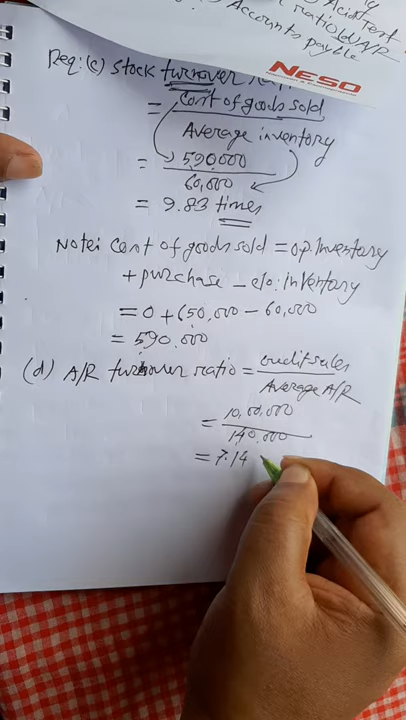 Acid Test
ratio (d) A/R
Accounts payable
NESO
Req: (c) Stock turnover
= Cost of goods sold
Average inventory
= 590,000
60,000
= 9.83 times
Note: Cost of goods sold = op. Inventory
+ purchase - clo: inventory
= 0 + 650,000 - 60,000
= 590.000
(d) A/R turnover ratio = credit sales
Average A/R
= 10,00,000
140,000
= 7.14